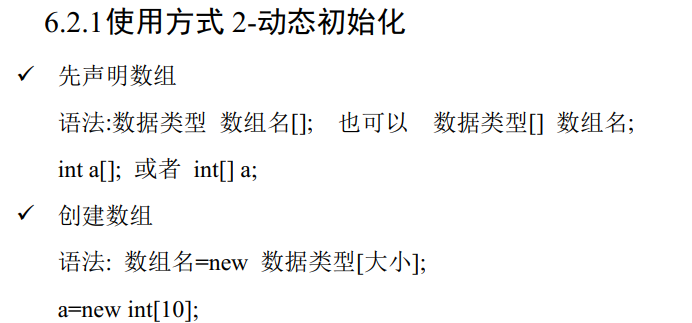 6.2.1使用方式 2-动态初始化
✓ 先声明数组
语法:数据类型 数组名[]; 也可以 数据类型[] 数组名;
int a[]; 或者 int[] a;
✓ 创建数组
语法: 数组名=new 数据类型[大小];
a=new int[10];